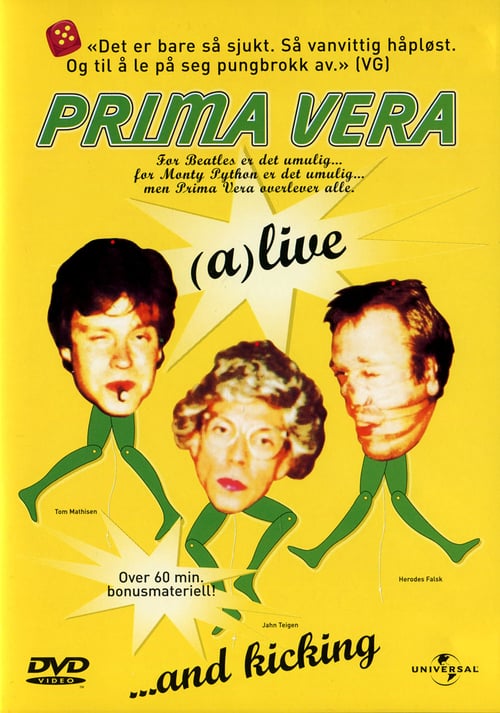 «Det er bare så sjukt. Så vanvittig håpløst.
Og til å le på seg pungbrokk av.» (VG)
PRIMA VERA
For Beatles er det umulig...
for Monty Python er det umulig...
men Prima Vera overlever alle.
(a)live
Tom Mathisen
Herodes Falsk
Over 60 min.
bonusmateriell!
Jahn Teigen
...and kicking
DVD
VIDEO
TM
UNIVERSAL
®